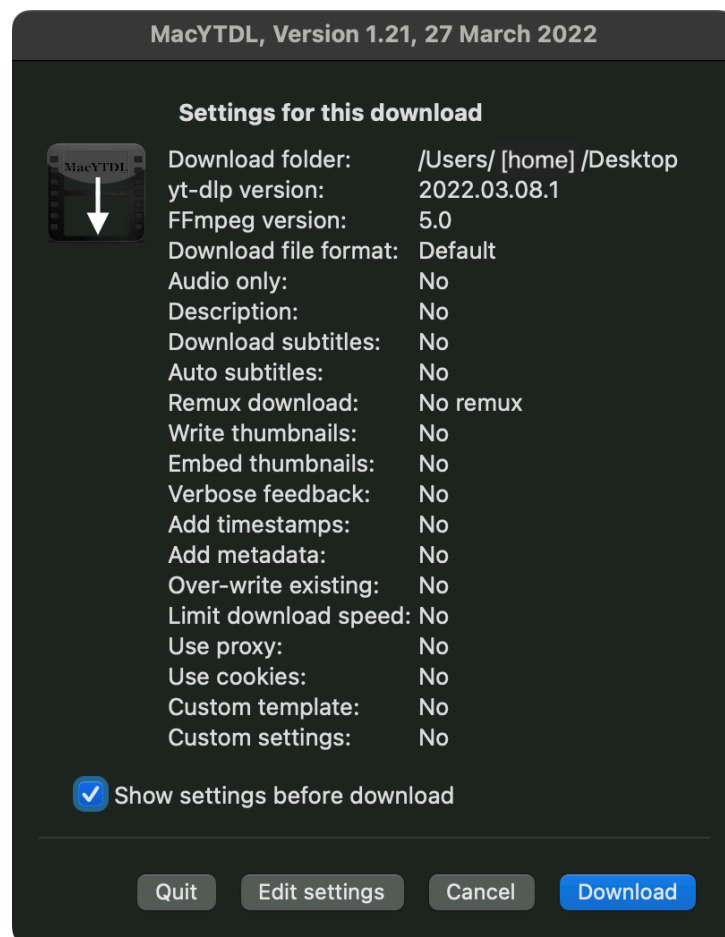 MacYTDL, Version 1.21, 27 March 2022
Settings for this download
MacYTDL
Download folder: /Users/ [home] /Desktop
yt-dlp version: 2022.03.08.1
FFmpeg version: 5.0
Download file format: Default
Audio only: No
Description: No
Download subtitles: No
Auto subtitles: No
Remux download: No remux
Write thumbnails: No
Embed thumbnails: No
Verbose feedback: No
Add timestamps: No
Add metadata: No
Over-write existing: No
Limit download speed: No
Use proxy: No
Use cookies: No
Custom template: No
Custom settings: No
Show settings before download
Quit Edit settings Cancel Download